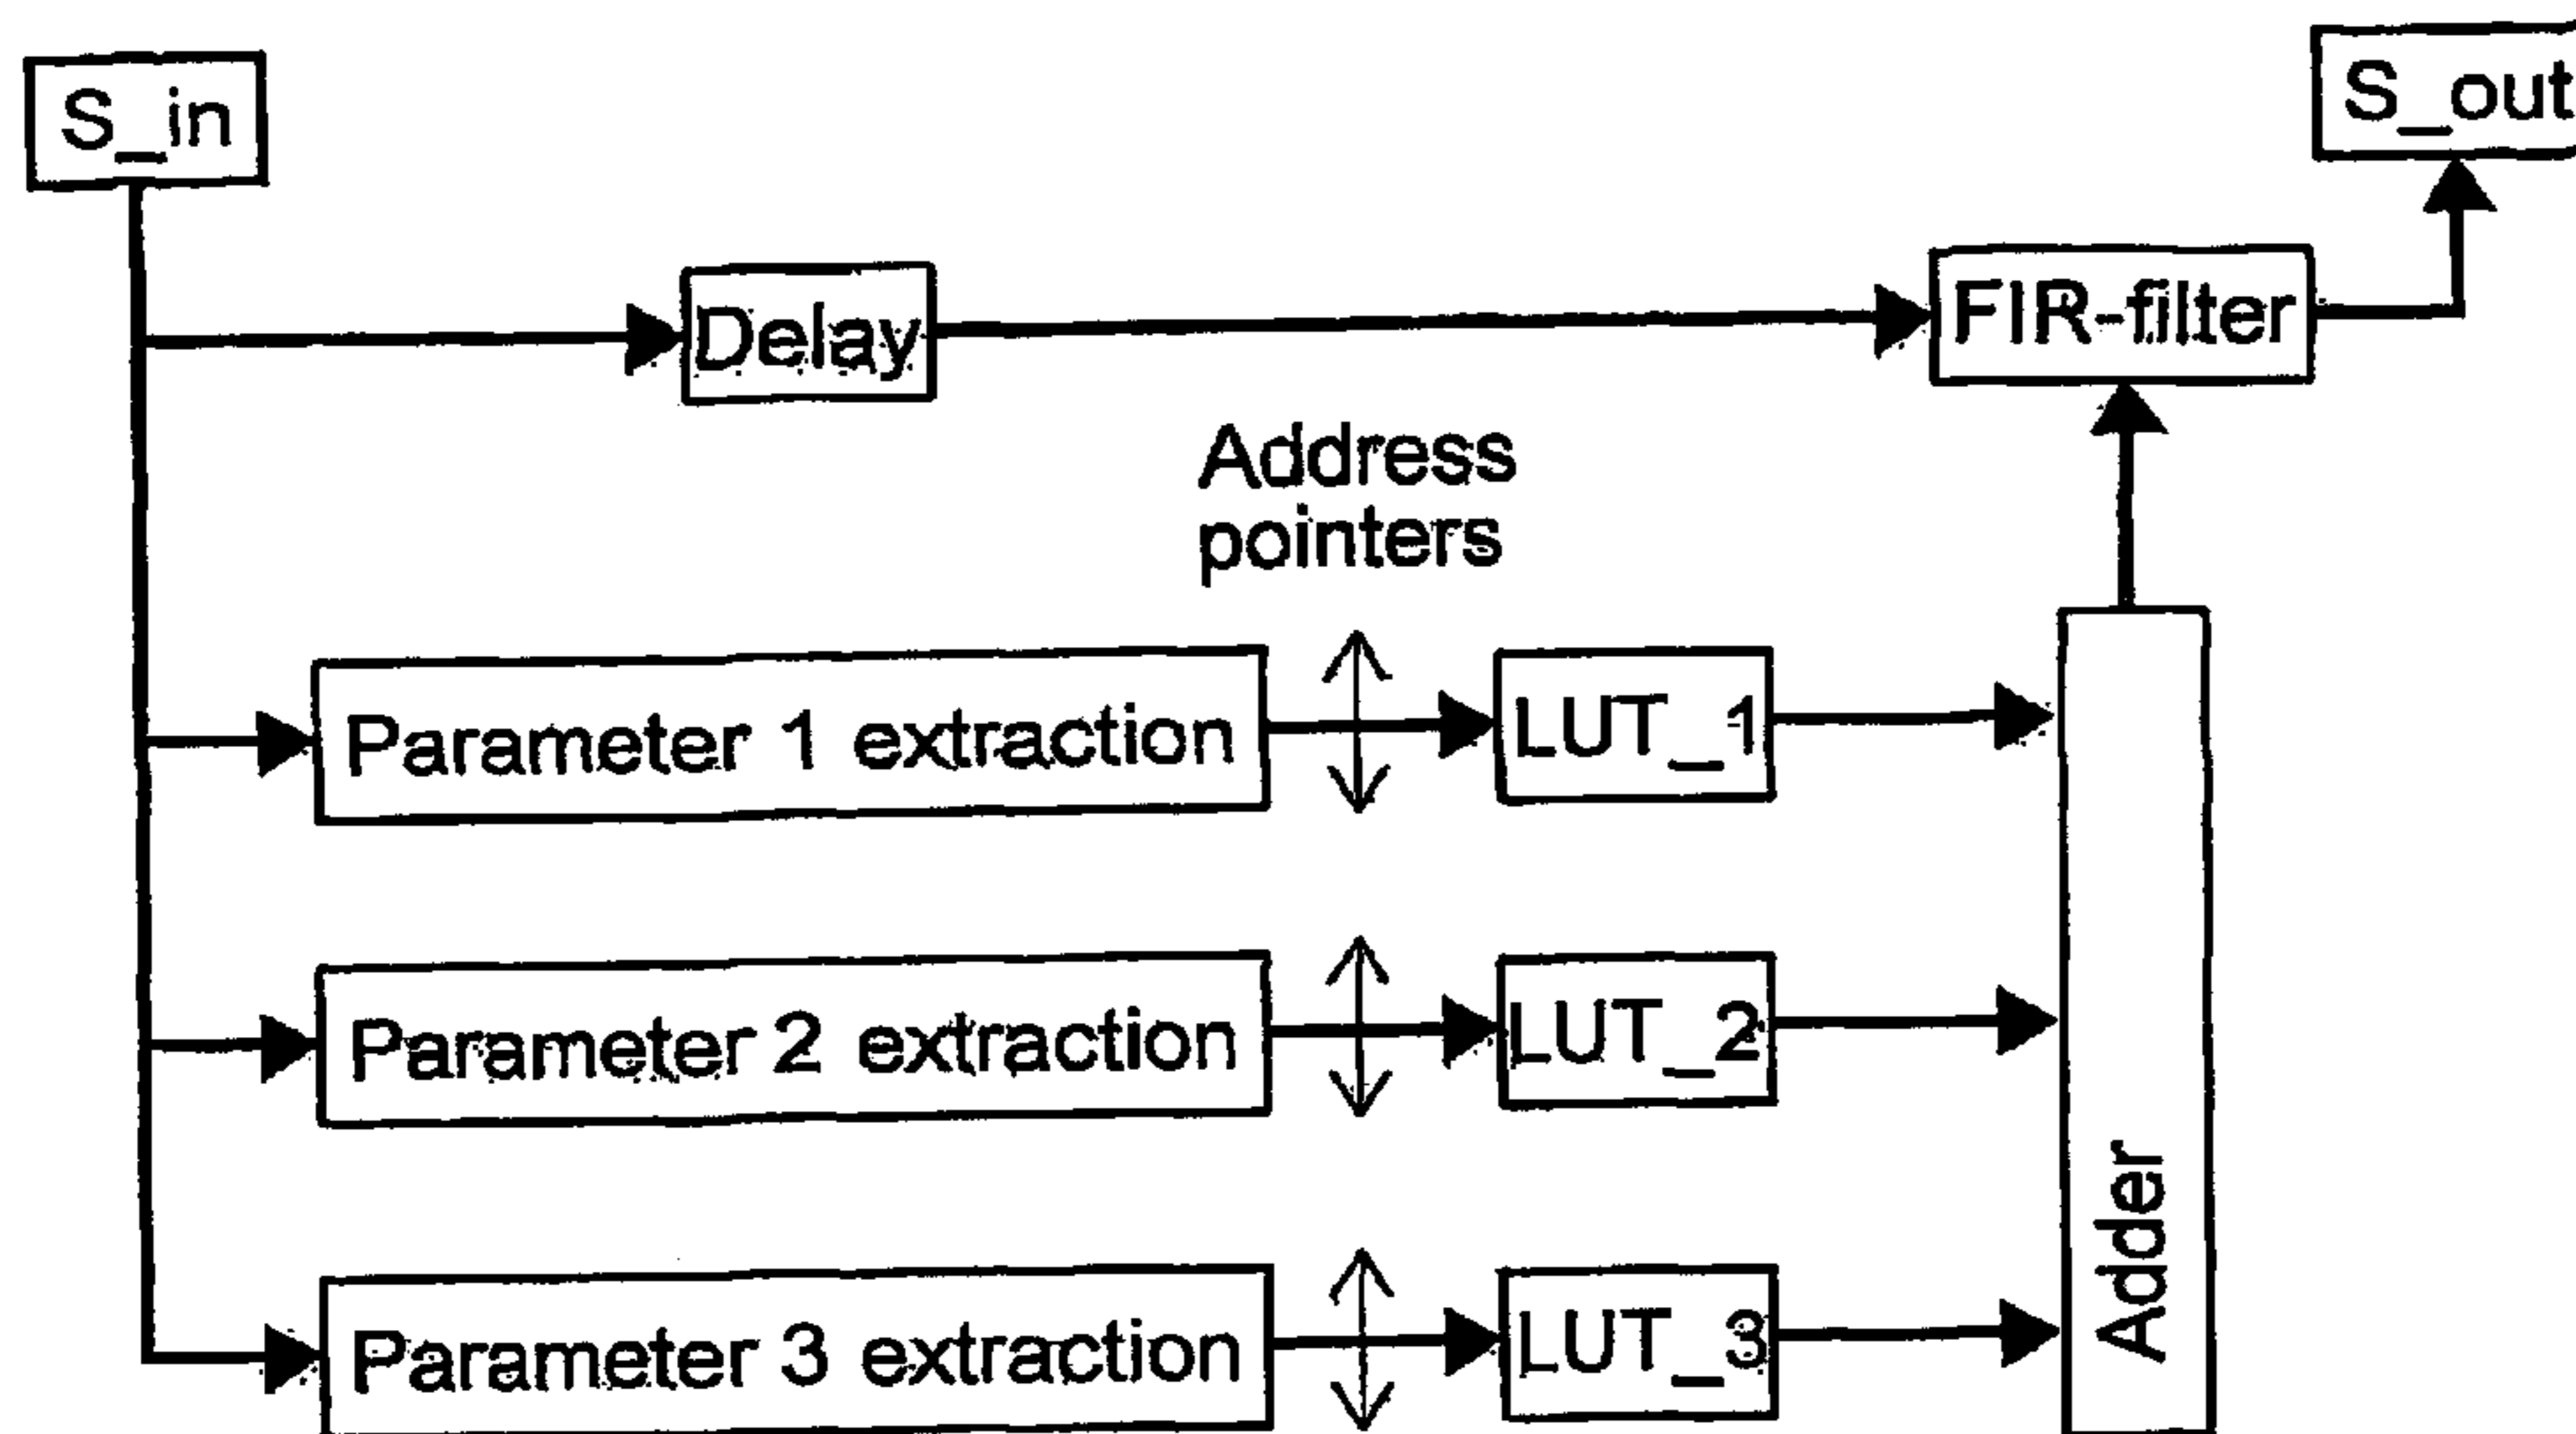 S_in
S_out
Delay
FIR-filter
Address
pointers
Parameter 1 extraction
LUT_1
Parameter 2 extraction
LUT_2
Parameter 3 extraction
LUT_3
Adder